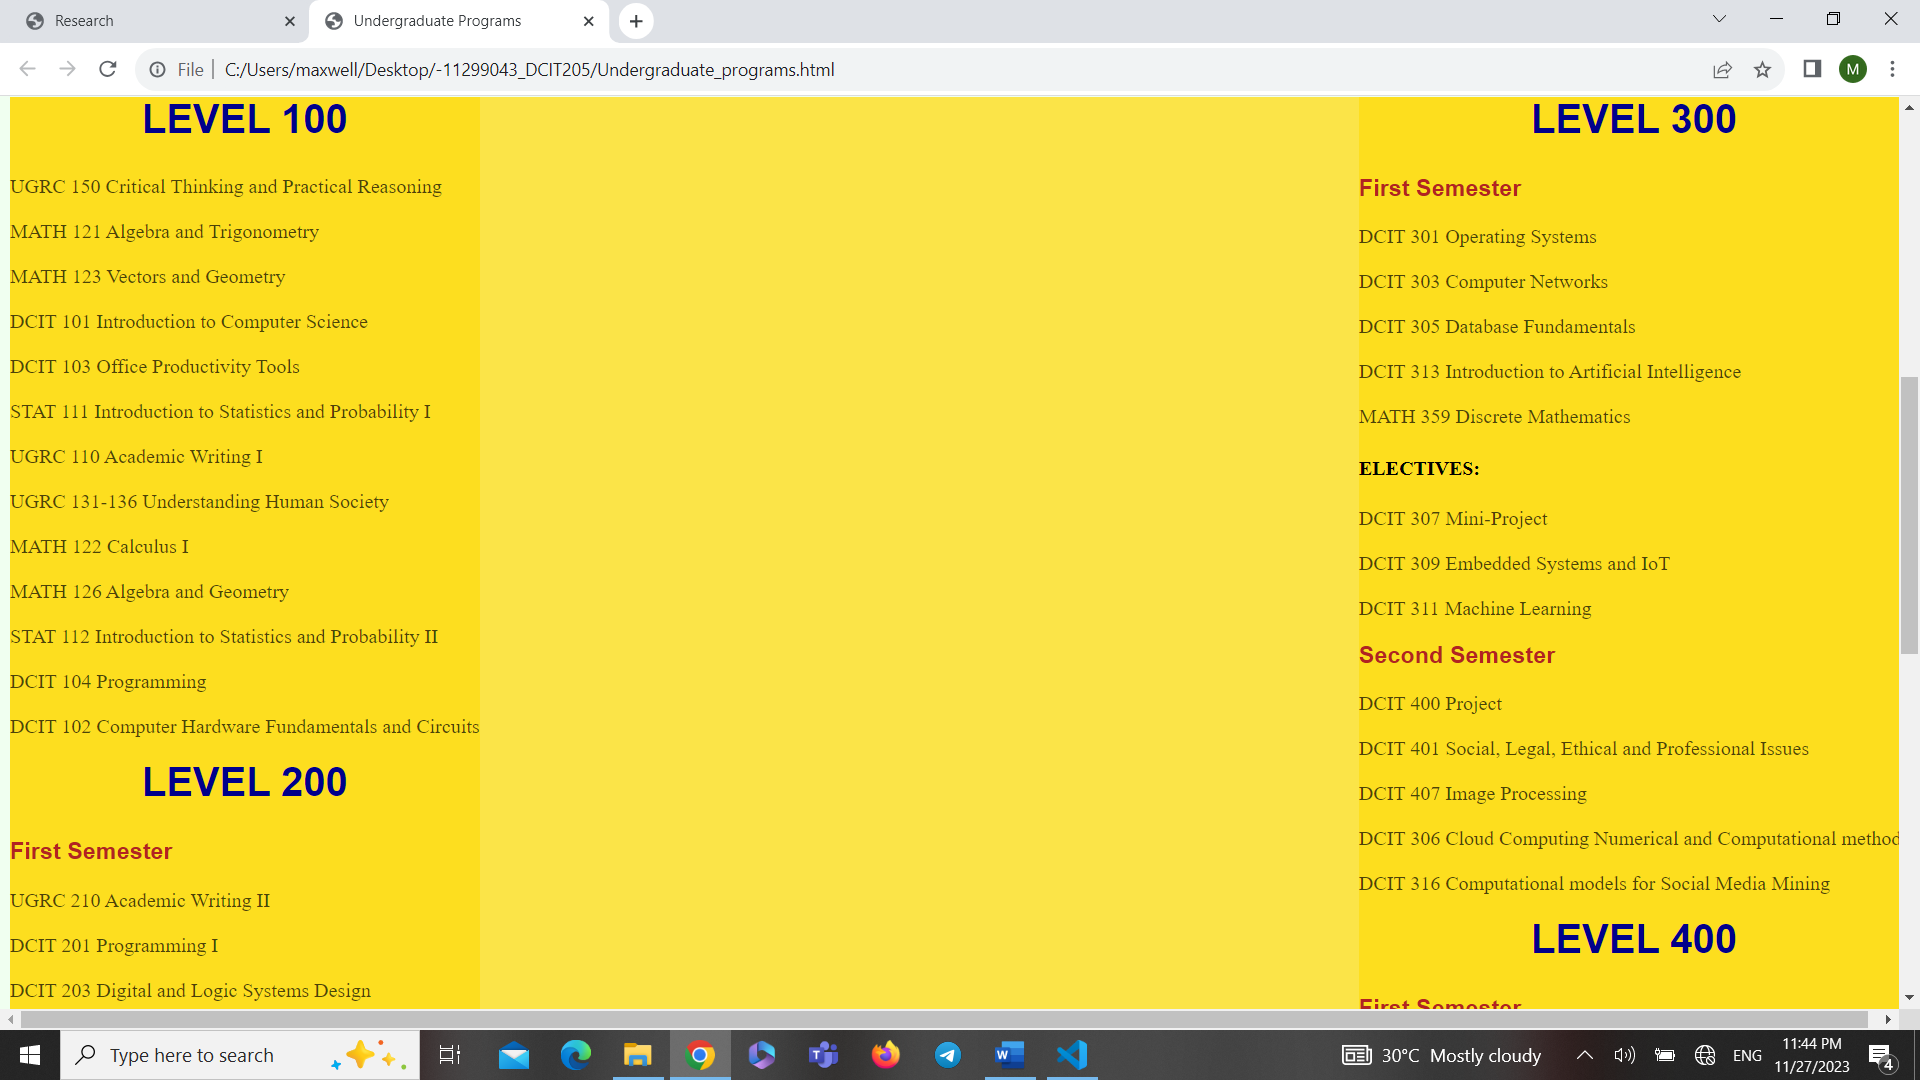 Research
Undergraduate Programs
File
C:/Users/maxwell/Desktop/-11299043_DCIT205/Undergraduate_programs.html
M
LEVEL 100
UGRC 150 Critical Thinking and Practical Reasoning
MATH 121 Algebra and Trigonometry
MATH 123 Vectors and Geometry
DCIT 101 Introduction to Computer Science
DCIT 103 Office Productivity Tools
STAT 111 Introduction to Statistics and Probability I
UGRC 110 Academic Writing I
UGRC 131-136 Understanding Human Society
MATH 122 Calculus I
MATH 126 Algebra and Geometry
STAT 112 Introduction to Statistics and Probability II
DCIT 104 Programming
DCIT 102 Computer Hardware Fundamentals and Circuits
LEVEL 200
First Semester
UGRC 210 Academic Writing II
DCIT 201 Programming I
DCIT 203 Digital and Logic Systems Design
LEVEL 300
First Semester
DCIT 301 Operating Systems
DCIT 303 Computer Networks
DCIT 305 Database Fundamentals
DCIT 313 Introduction to Artificial Intelligence
MATH 359 Discrete Mathematics
ELECTIVES:
DCIT 307 Mini-Project
DCIT 309 Embedded Systems and IoT
DCIT 311 Machine Learning
Second Semester
DCIT 400 Project
DCIT 401 Social, Legal, Ethical and Professional Issues
DCIT 407 Image Processing
DCIT 306 Cloud Computing Numerical and Computational method
DCIT 316 Computational models for Social Media Mining
LEVEL 400
First Semester
Type here to search
30°C Mostly cloudy
ENG
11:44 PM
11/27/2023
4